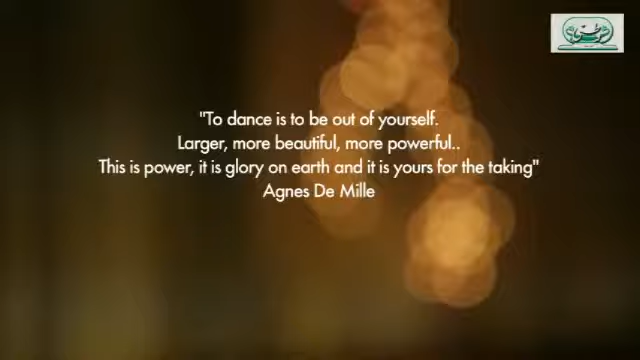 "To dance is to be out of yourself.
Larger, more beautiful, more powerful..
This is power, it is glory on earth and it is yours for the taking"
Agnes De Mille